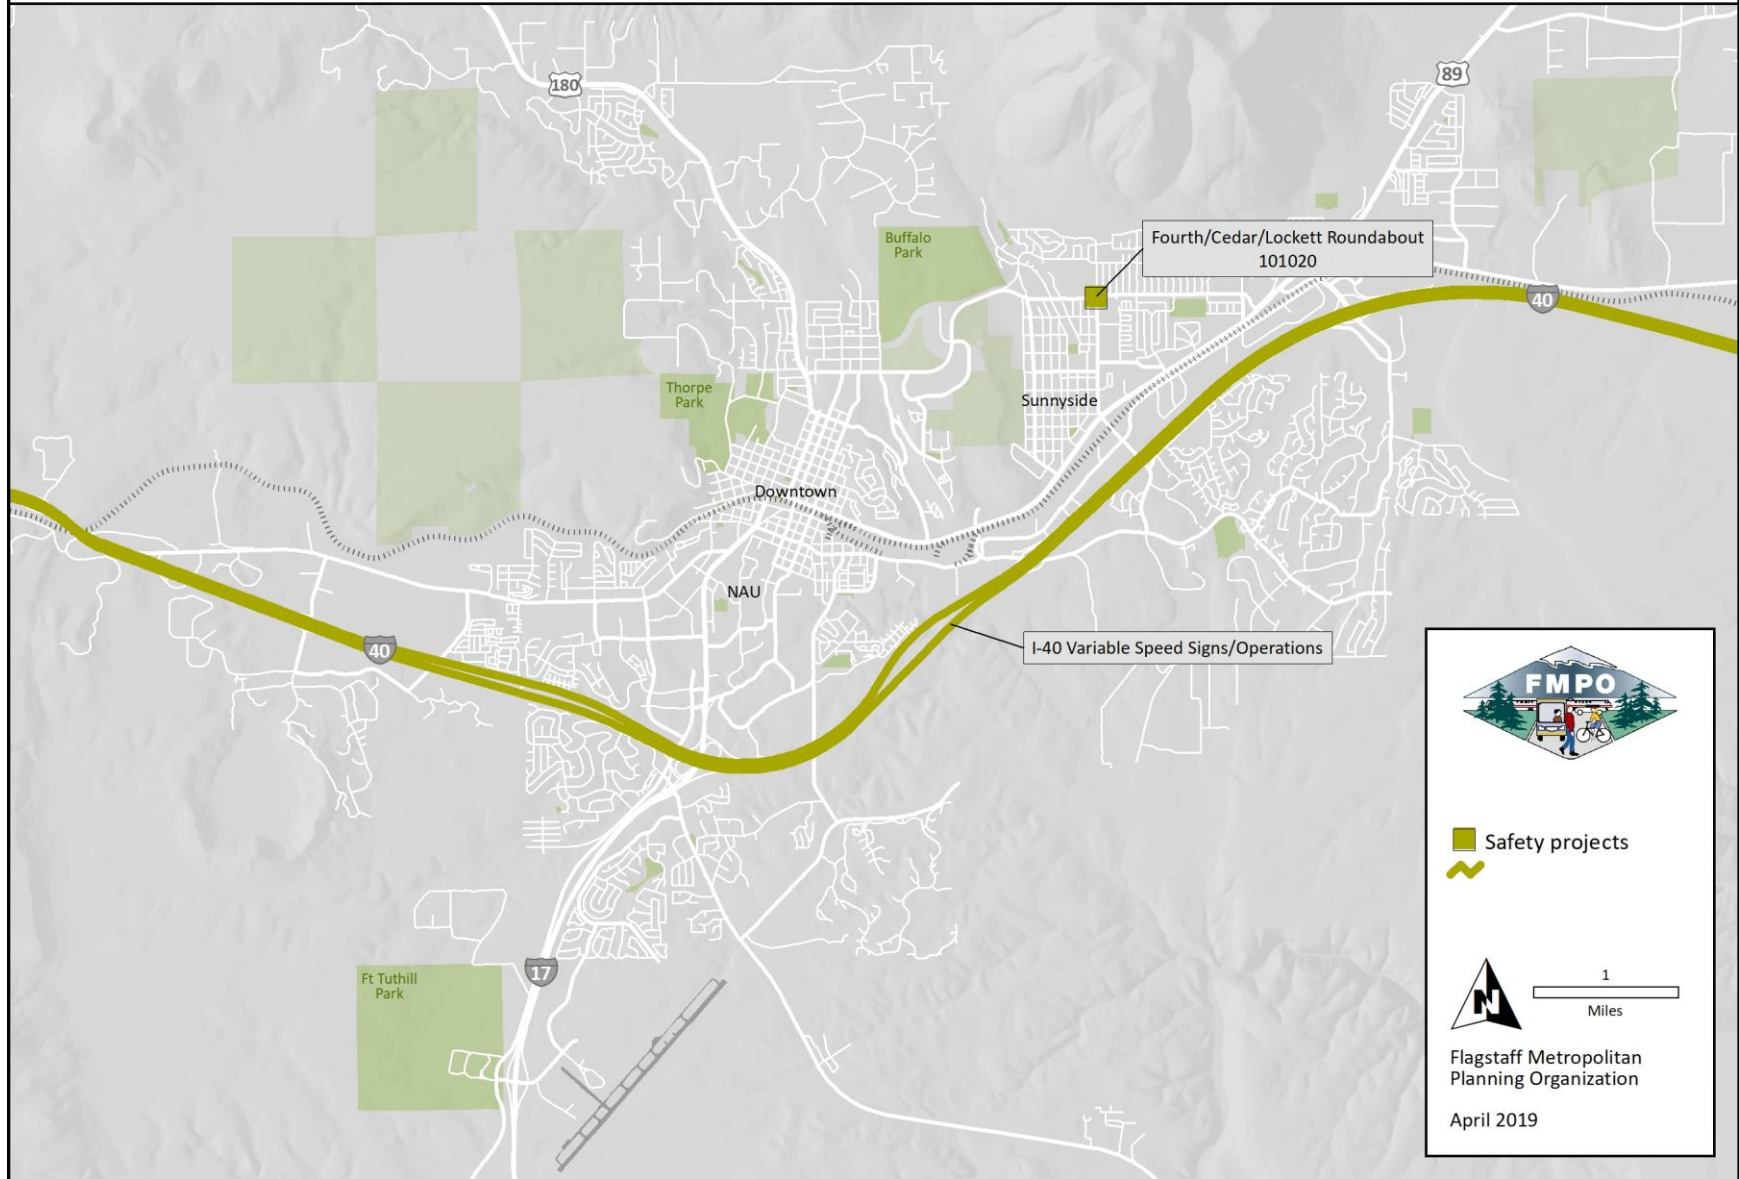 180
89
Buffalo
Park
Fourth/Cedar/Lockett Roundabout
101020
40
Thorpe
Park
Sunnyside
Downtown
NAU
40
I-40 Variable Speed Signs/Operations
FMPO
Safety projects
17
Ft Tuthill
Park
N
1
Miles
Flagstaff Metropolitan
Planning Organization
April 2019